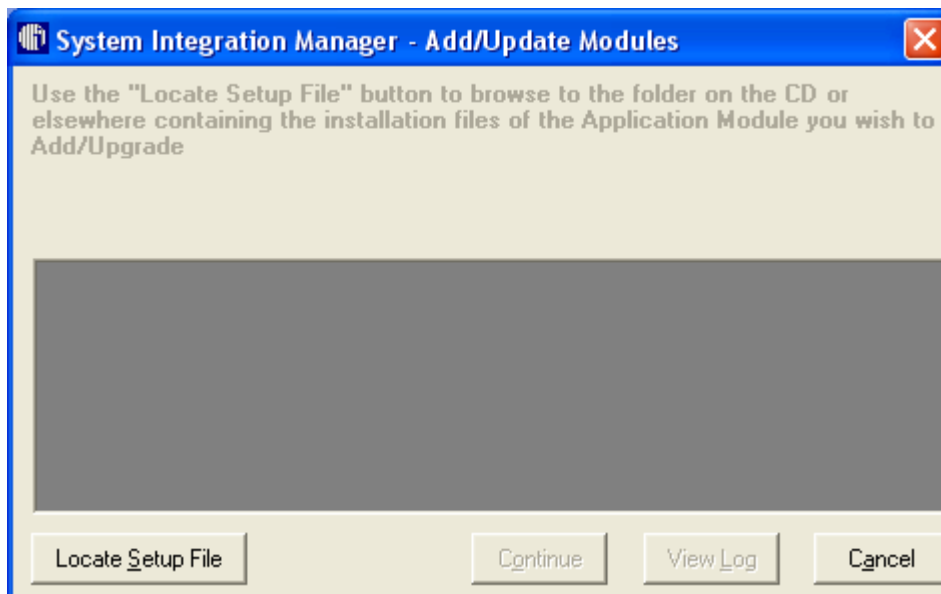 System Integration Manager - Add/Update Modules
Use the "Locate Setup File" button to browse to the folder on the CD or
elsewhere containing the installation files of the Application Module you wish to
Add/Upgrade
Locate Setup File Continue View Log Cancel